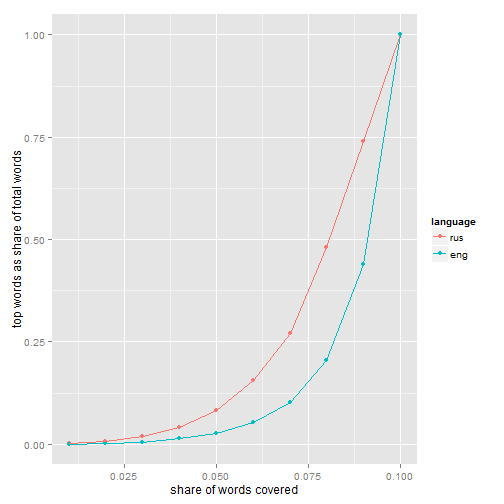 top words as share of total words
1.00
0.75
0.50
0.25
0.00
0.025 0.050 0.075 0.100
share of words covered
language
rus
eng